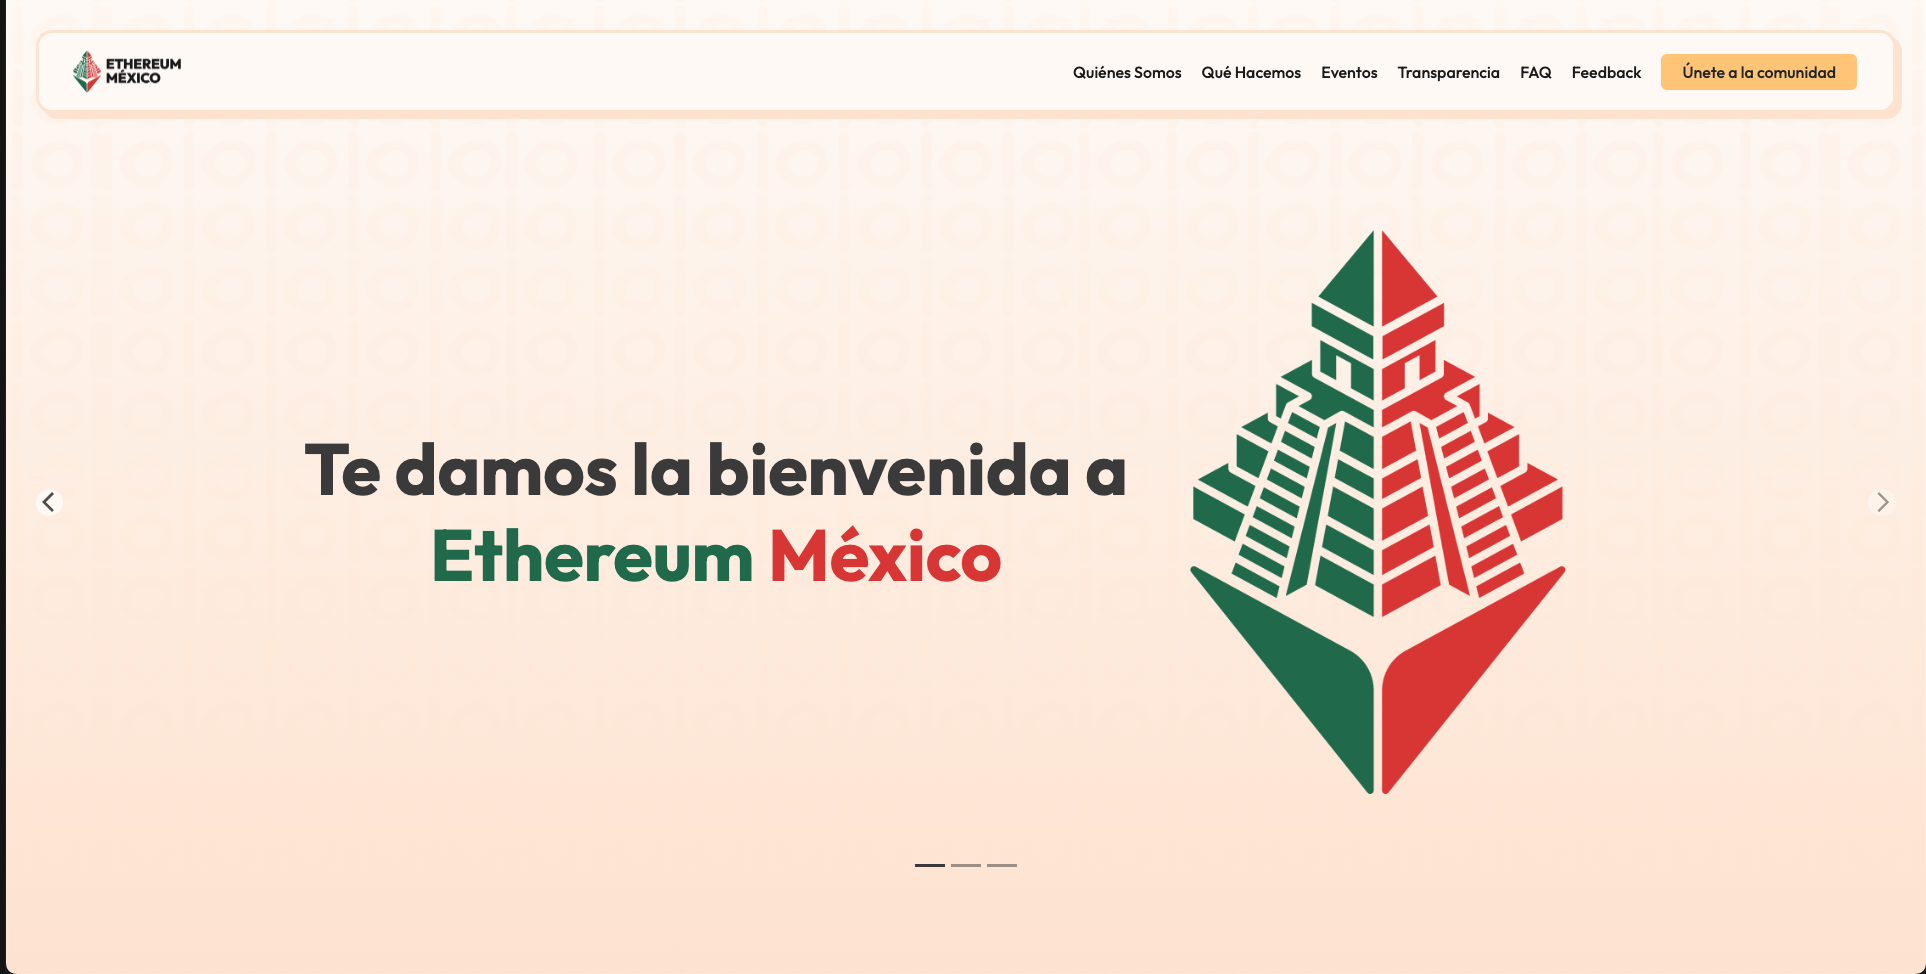 ETHEREUM
MÉXICO
Quiénes Somos Qué Hacemos Eventos Transparencia FAQ Feedback Únete a la comunidad
Te damos la bienvenida a
Ethereum México